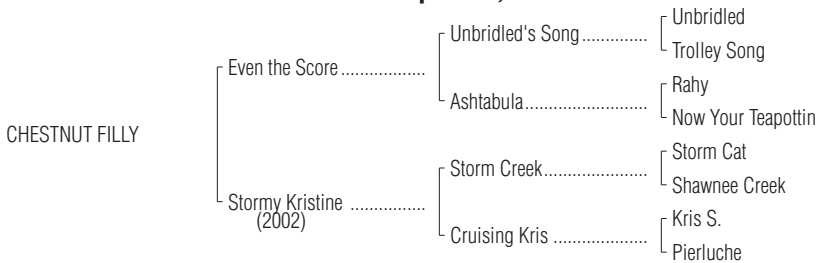 Unbridled
Unbridled's Song ..............
Trolley Song
Even the Score ..................
Rahy
Ashtabula..........................
Now Your Teapottin
CHESTNUT FILLY
Storm Cat
Storm Creek......................
Shawnee Creek
Stormy Kristine ................
(2002)
Kris S.
Cruising Kris ....................
Pierluche